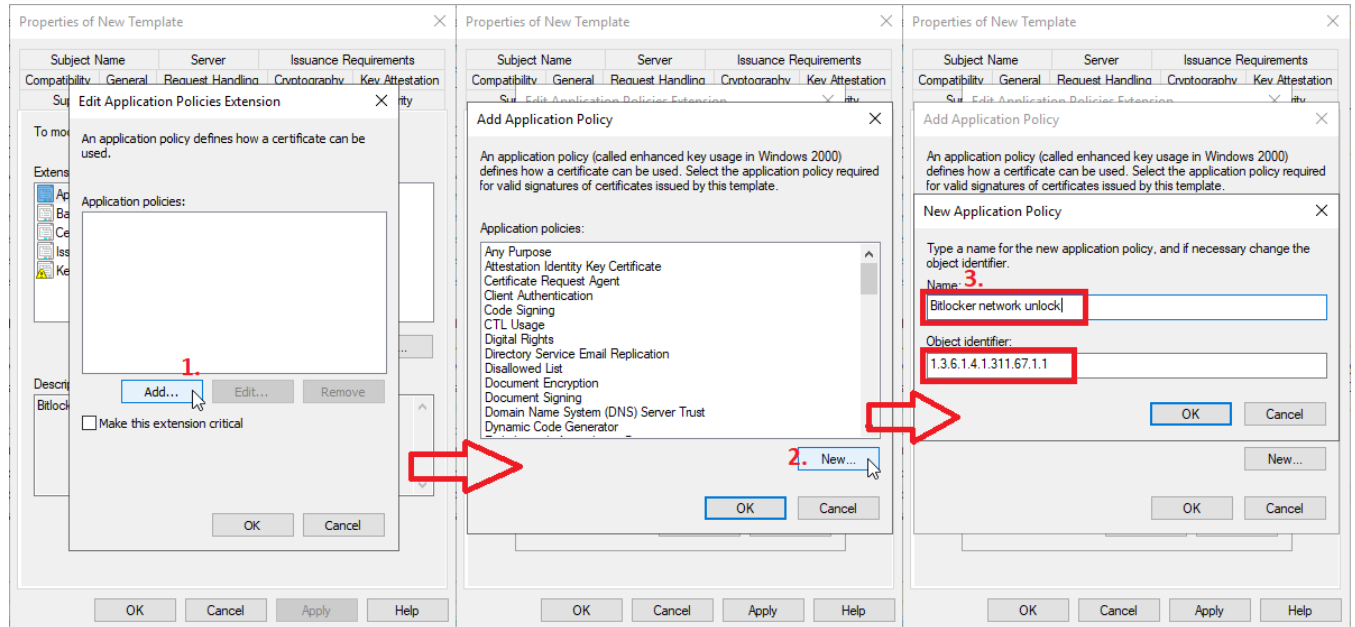 Properties of New Template
Subject Name Server Issuance Requirements
Compatibility General Request Handling Cryptography Key Attestation
Edit Application Policies Extension
An application policy defines how a certificate can be
used.
Application policies:
1.
Add... Edit... Remove
Make this extension critical
OK Cancel
OK Cancel Apply Help
Properties of New Template
Subject Name Server Issuance Requirements
Compatibility General Request Handling Cryptography Key Attestation
Edit Application Policies Extension
Add Application Policy
An application policy (called enhanced key usage in Windows 2000)
defines how a certificate can be used. Select the application policy required
for valid signatures of certificates issued by this template.
Application policies:
Any Purpose
Attestation Identity Key Certificate
Certificate Request Agent
Client Authentication
Code Signing
CTL Usage
Digital Rights
Directory Service Email Replication
Disallowed List
Document Encryption
Document Signing
Domain Name System (DNS) Server Trust
Dynamic Code Generator
2. New...
OK Cancel
OK Cancel Apply Help
Properties of New Template
Subject Name Server Issuance Requirements
Compatibility General Request Handling Cryptography Key Attestation
Edit Application Policies Extension
Add Application Policy
An application policy (called enhanced key usage in Windows 2000)
defines how a certificate can be used. Select the application policy required
for valid signatures of certificates issued by this template.
New Application Policy
Type a name for the new application policy, and if necessary change the
object identifier.
Name: 3.
Bitlocker network unlock
Object identifier:
1.3.6.1.4.1.311.67.1.1
OK Cancel
New...
OK Cancel
OK Cancel Apply Help